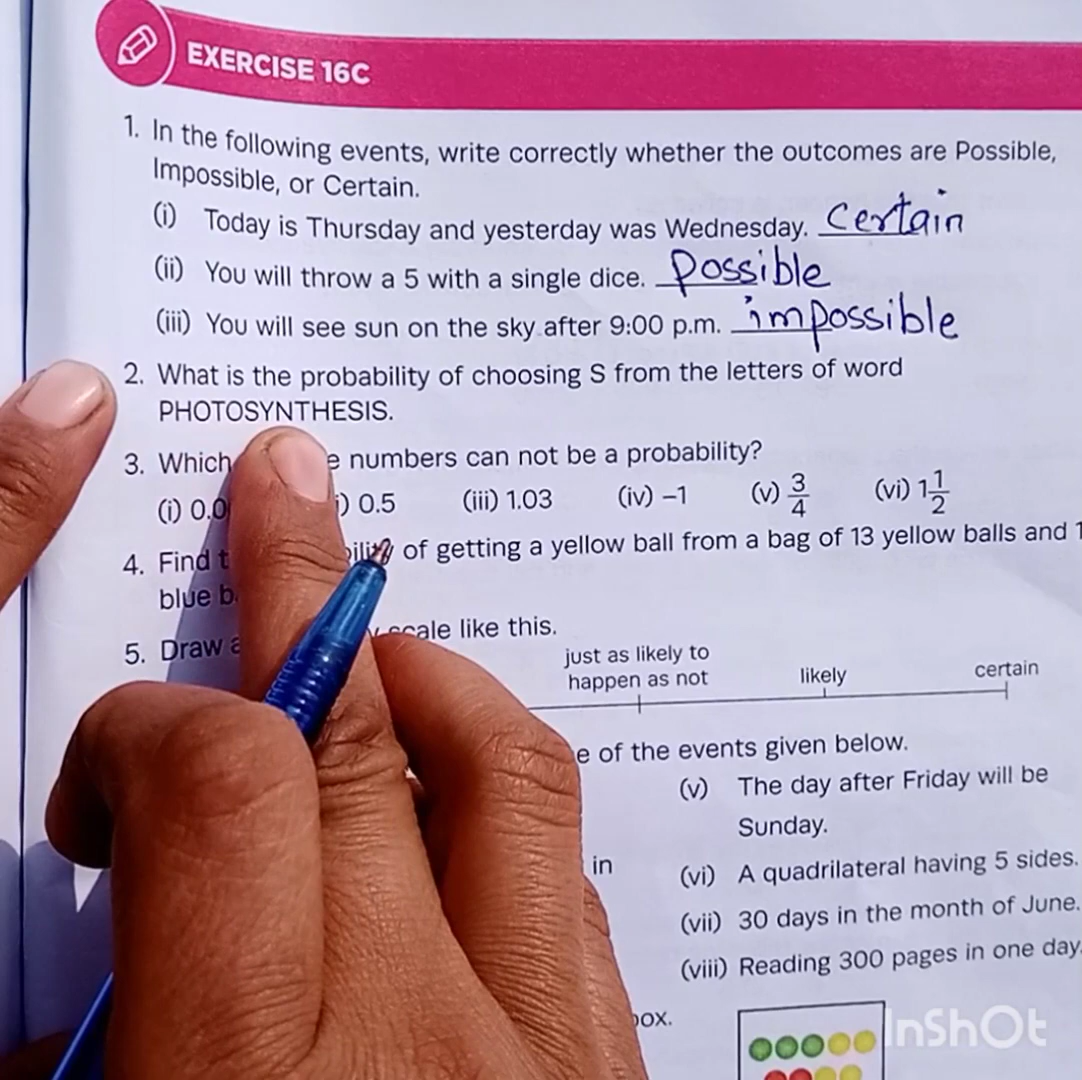 EXERCISE 16C
1. In the following events, write correctly whether the outcomes are Possible,
Impossible, or Certain.
(i) Today is Thursday and yesterday was Wednesday. certain
(ii) You will throw a 5 with a single dice. possible
(iii) You will see sun on the sky after 9:00 p.m. impossible
2. What is the probability of choosing S from the letters of word
PHOTOSYNTHESIS.
3. Which numbers can not be a probability?
(i) 0.0 0.5 (iii) 1.03 (iv) -1 (v) 3/4 (vi) 1 1/2
4. Find of getting a yellow ball from a bag of 13 yellow balls and
blue
5. Draw scale like this.
just as likely to
happen as not likely certain
of the events given below.
(v) The day after Friday will be
Sunday.
in (vi) A quadrilateral having 5 sides.
(vii) 30 days in the month of June.
(viii) Reading 300 pages in one day.
InShOt